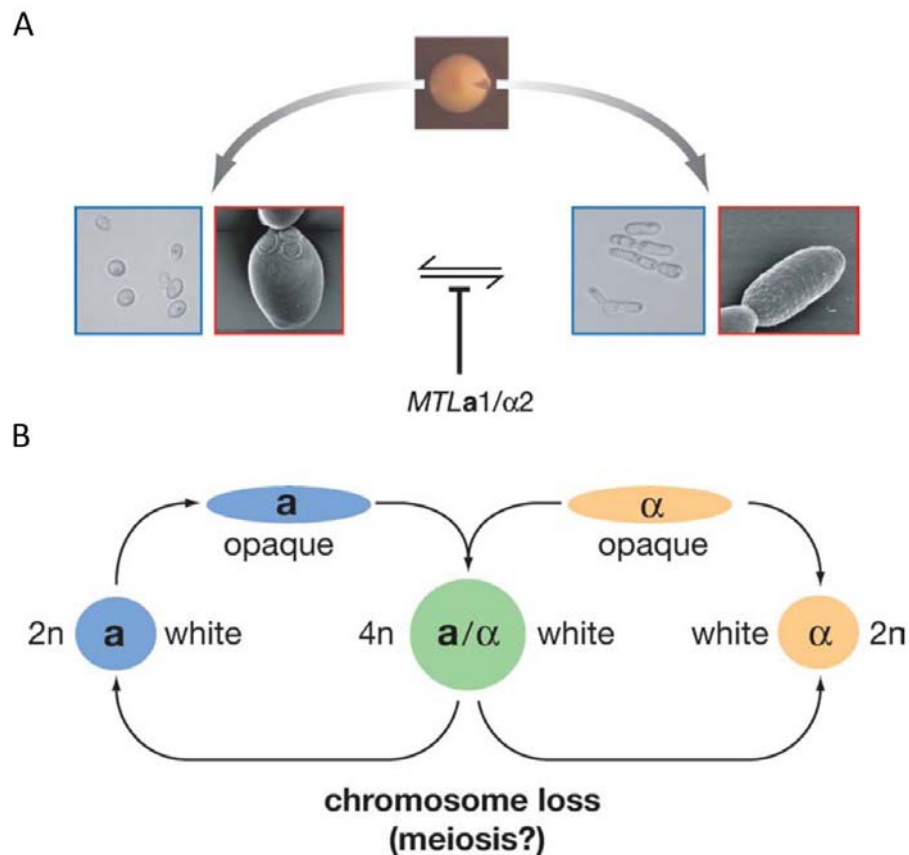 A
MTLa1/α2
B
a
opaque
α
opaque
2n a white
4n a/α white
white α 2n
chromosome loss
(meiosis?)